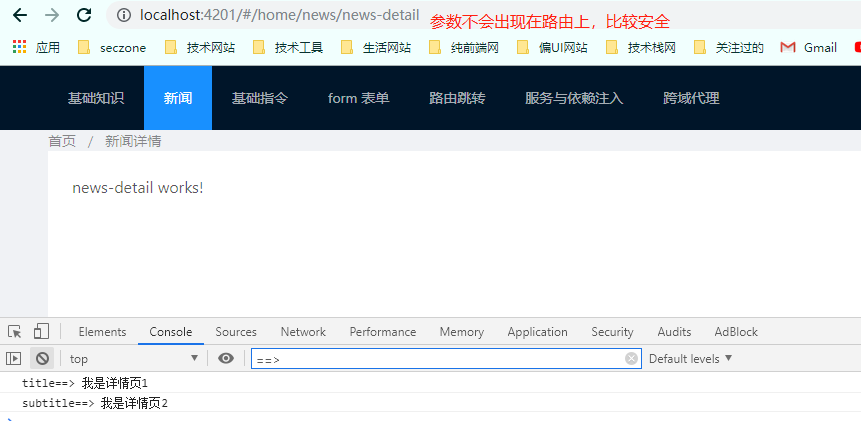 localhost:4201/#/home/news/news-detail 参数不会出现在路由上，比较安全
应用 seczone 技术网站 技术工具 生活网站 纯前端网 偏UI网站 技术栈网 关注过的 Gmail
基础知识 新闻 基础指令 form 表单 路由跳转 服务与依赖注入 跨域代理
首页 / 新闻详情
news-detail works!
Elements Console Sources Network Performance Memory Application Security Audits AdBlock
top ==> Default levels
title==> 我是详情页1
subtitle==> 我是详情页2